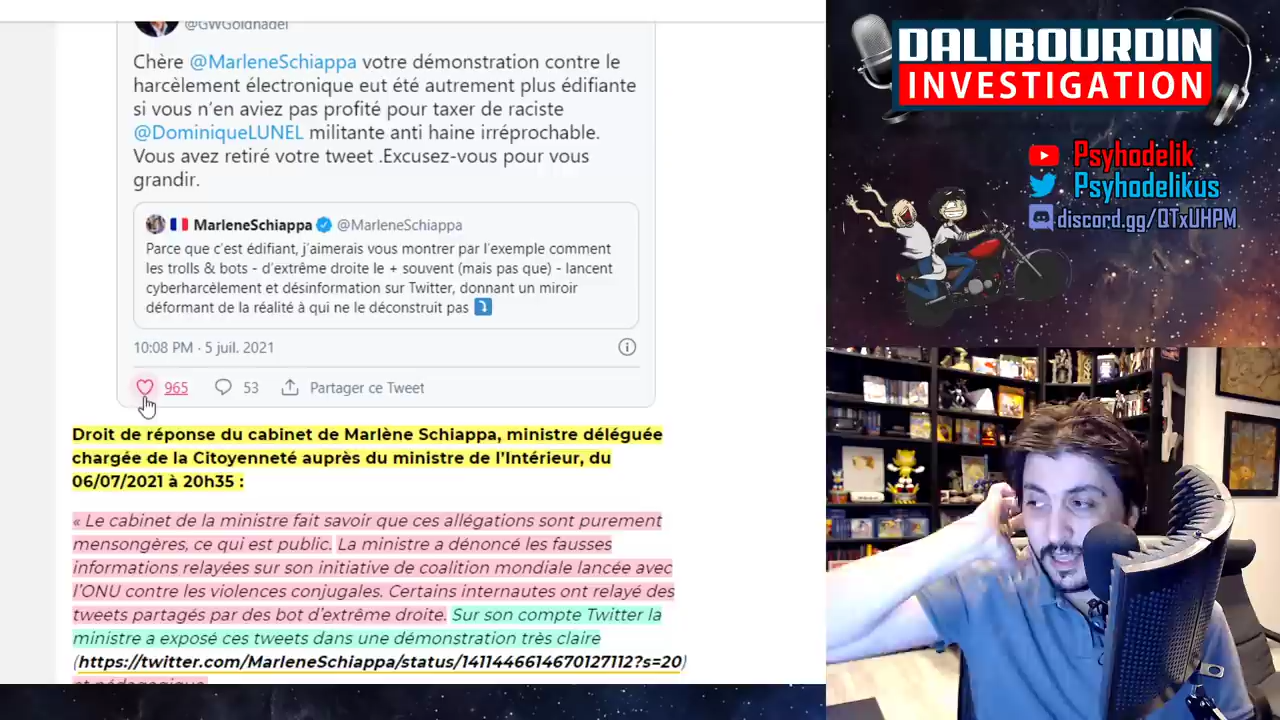 @GWGoldnadel
Chère @MarleneSchiappa votre démonstration contre le
harcèlement électronique eut été autrement plus édifiante
si vous n'en aviez pas profité pour taxer de raciste
@DominiqueLUNEL militante anti haine irréprochable.
Vous avez retiré votre tweet .Excusez-vous pour vous
grandir.
MarleneSchiappa @MarleneSchiappa
Parce que c'est édifiant, j'aimerais vous montrer par l'exemple comment
les trolls & bots - d'extrême droite le + souvent (mais pas que) - lancent
cyberharcèlement et désinformation sur Twitter, donnant un miroir
déformant de la réalité à qui ne le déconstruit pas
10:08 PM · 5 juil. 2021
965 53 Partager ce Tweet
Droit de réponse du cabinet de Marlène Schiappa, ministre déléguée
chargée de la Citoyenneté auprès du ministre de l'Intérieur, du
06/07/2021 à 20h35 :
« Le cabinet de la ministre fait savoir que ces allégations sont purement
mensongères, ce qui est public. La ministre a dénoncé les fausses
informations relayées sur son initiative de coalition mondiale lancée avec
l'ONU contre les violences conjugales. Certains internautes ont relayé des
tweets partagés par des bot d'extrême droite. Sur son compte Twitter la
ministre a exposé ces tweets dans une démonstration très claire
(https://twitter.com/MarleneSchiappa/status/1411446614670127112?s=20)
et pédagogique.
DALIBOURDIN
INVESTIGATION
Psyhodelik
Psyhodelikus
discord.gg/QTxUHPM